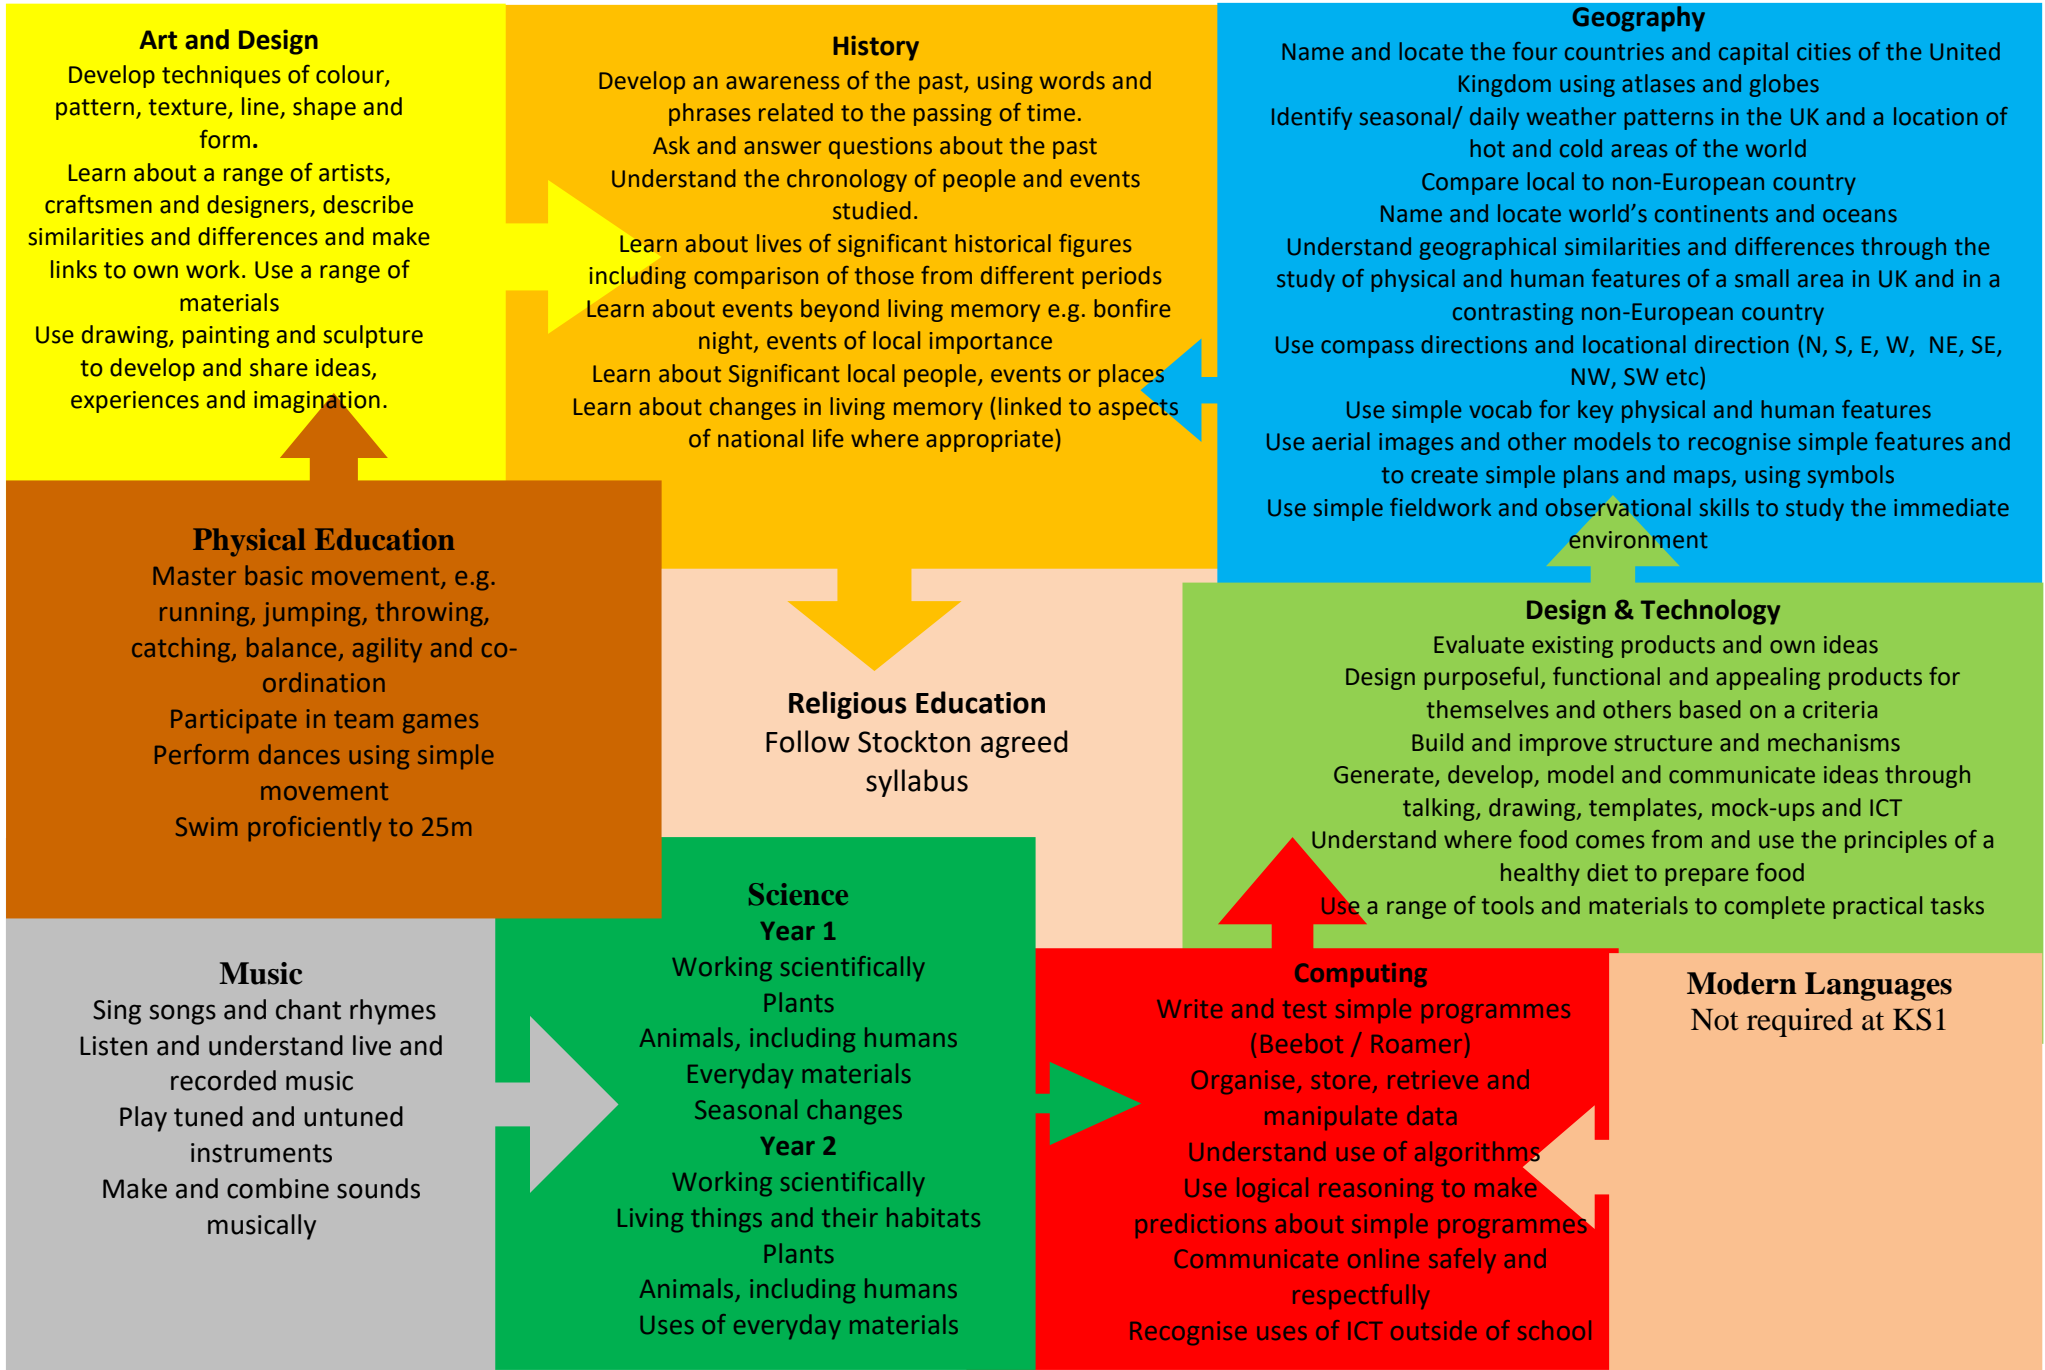 Art and Design
Develop techniques of colour,
pattern, texture, line, shape and
form.
Learn about a range of artists,
craftsmen and designers, describe
similarities and differences and make
links to own work. Use a range of
materials
Use drawing, painting and sculpture
to develop and share ideas,
experiences and imagination.
History
Develop an awareness of the past, using words and
phrases related to the passing of time.
Ask and answer questions about the past
Understand the chronology of people and events
studied.
Learn about lives of significant historical figures
including comparison of those from different periods
Learn about events beyond living memory e.g. bonfire
night, events of local importance
Learn about Significant local people, events or places
Learn about changes in living memory (linked to aspects
of national life where appropriate)
Geography
Name and locate the four countries and capital cities of the United
Kingdom using atlases and globes
Identify seasonal/ daily weather patterns in the UK and a location of
hot and cold areas of the world
Compare local to non-European country
Name and locate world’s continents and oceans
Understand geographical similarities and differences through the
study of physical and human features of a small area in UK and in a
contrasting non-European country
Use compass directions and locational direction (N, S, E, W,  NE, SE,
NW, SW etc)
Use simple vocab for key physical and human features
Use aerial images and other models to recognise simple features and
to create simple plans and maps, using symbols
Use simple fieldwork and observational skills to study the immediate
environment
Physical Education
Master basic movement, e.g.
running, jumping, throwing,
catching, balance, agility and co-
ordination
Participate in team games
Perform dances using simple
movement
Swim proficiently to 25m
Religious Education
Follow Stockton agreed
syllabus
Design & Technology
Evaluate existing products and own ideas
Design purposeful, functional and appealing products for
themselves and others based on a criteria
Build and improve structure and mechanisms
Generate, develop, model and communicate ideas through
talking, drawing, templates, mock-ups and ICT
Understand where food comes from and use the principles of a
healthy diet to prepare food
Use a range of tools and materials to complete practical tasks
Music
Sing songs and chant rhymes
Listen and understand live and
recorded music
Play tuned and untuned
instruments
Make and combine sounds
musically
Science
Year 1
Working scientifically
Plants
Animals, including humans
Everyday materials
Seasonal changes
Year 2
Working scientifically
Living things and their habitats
Plants
Animals, including humans
Uses of everyday materials
Computing
Write and test simple programmes
(Beebot / Roamer)
Organise, store, retrieve and
manipulate data
Understand use of algorithms
Use logical reasoning to make
predictions about simple programmes
Communicate online safely and
respectfully
Recognise uses of ICT outside of school
Modern Languages
Not required at KS1